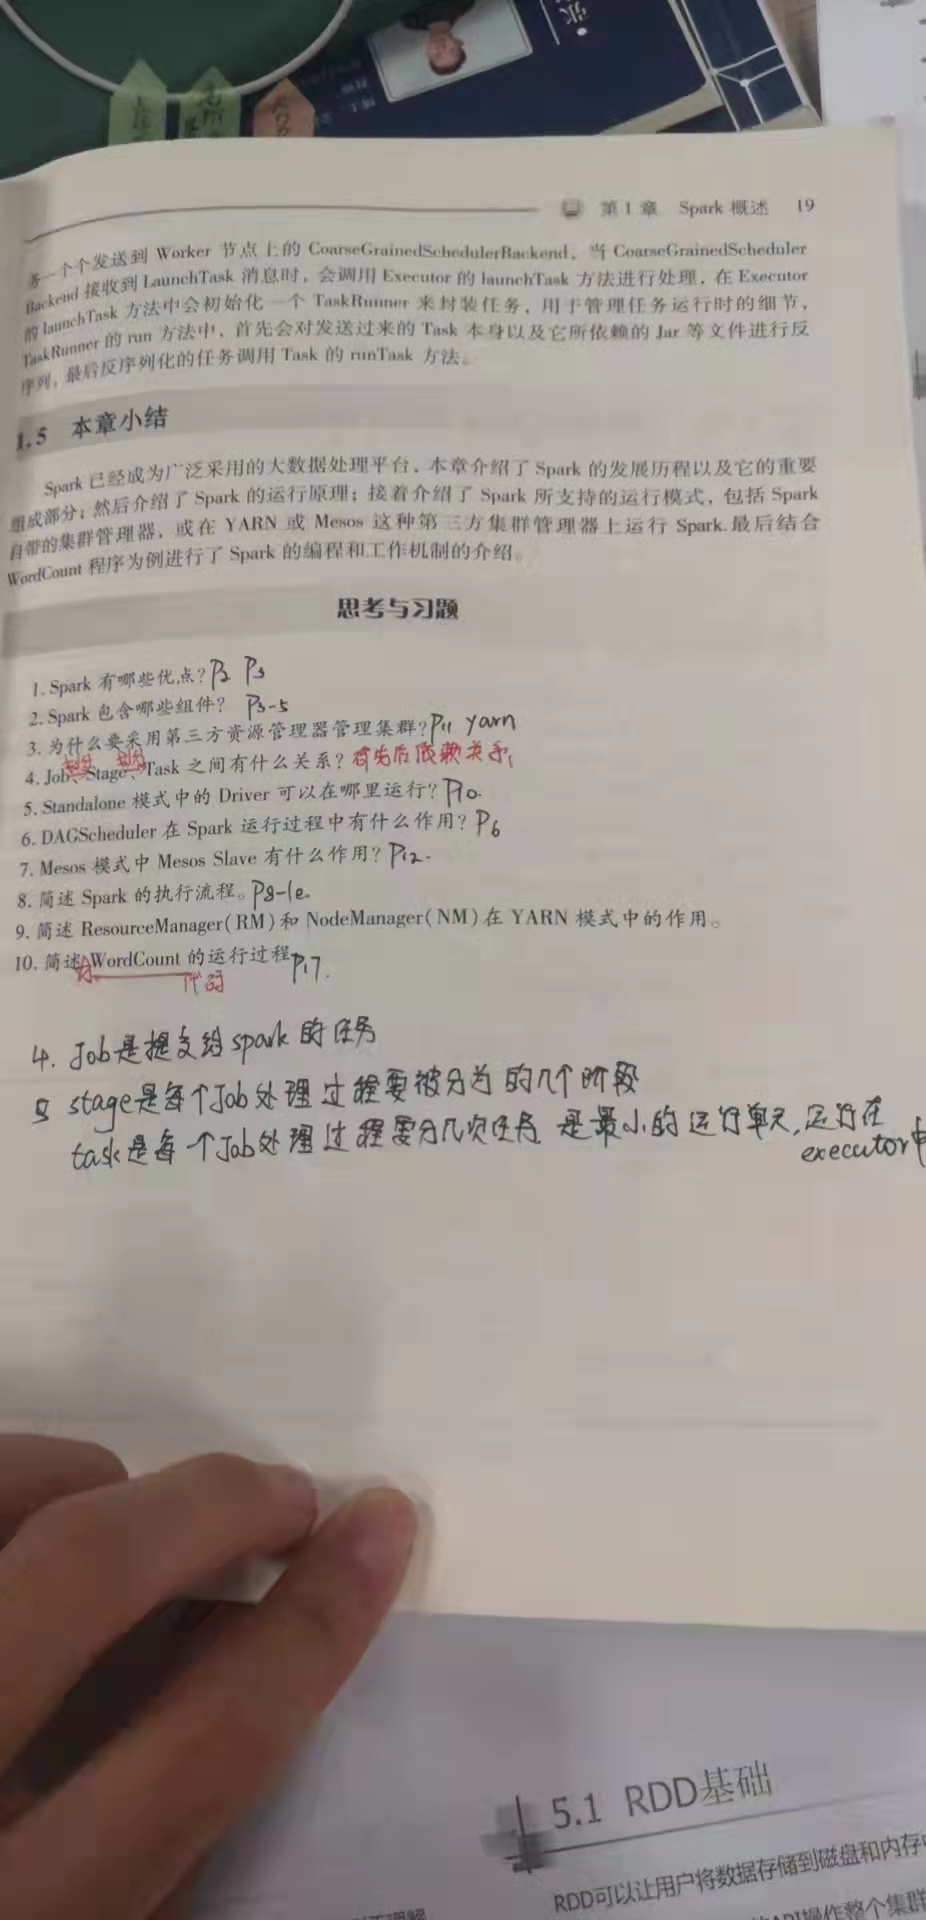 张
第1章 Spark 概述 19
务一个个发送到 Worker 节点上的 CoarseGrainedSchedulerBackend，当 CoarseGrainedScheduler
Backend 接收到 LaunchTask 消息时，会调用 Executor 的 launchTask 方法进行处理，在 Executor
的 launchTask 方法中会初始化一个 TaskRunner 来封装任务，用于管理任务运行时的细节，
TaskRunner 的 run 方法中，首先会对发送过来的 Task 本身以及它所依赖的 Jar 等文件进行反
序列，最后反序列化的任务调用 Task 的 runTask 方法。
1.5 本章小结
Spark 已经成为广泛采用的大数据处理平台，本章介绍了 Spark 的发展历程以及它的重要
组成部分；然后介绍了 Spark 的运行原理；接着介绍了 Spark 所支持的运行模式，包括 Spark
自带的集群管理器，或在 YARN 或 Mesos 这种第三方集群管理器上运行 Spark.最后结合
WordCount 程序为例进行了 Spark 的编程和工作机制的介绍。
思考与习题
1. Spark 有哪些优点？P2 P3
2. Spark 包含哪些组件？ P3-5
3. 为什么要采用第三方资源管理器管理集群？P11 yarn
划分 划分
4. Job、Stage、Task 之间有什么关系？有先后依赖关系
5. Standalone 模式中的 Driver 可以在哪里运行？P10.
6. DAGScheduler 在 Spark 运行过程中有什么作用？P6
7. Mesos 模式中 Mesos Slave 有什么作用？P12.
8. 简述 Spark 的执行流程。P8-10
9. 简述 ResourceManager(RM)和 NodeManager(NM)在 YARN 模式中的作用。
10. 简述 WordCount 的运行过程 P17.
代码
4. Job是提交给spark的任务
stage是每个Job处理过程要被分为的几个阶段
task是每个Job处理过程要分几次任务 是最小的运行单元,运行在
executor中
5.1 RDD基础
RDD可以让用户将数据存储到磁盘和内存中
API操作整个集群